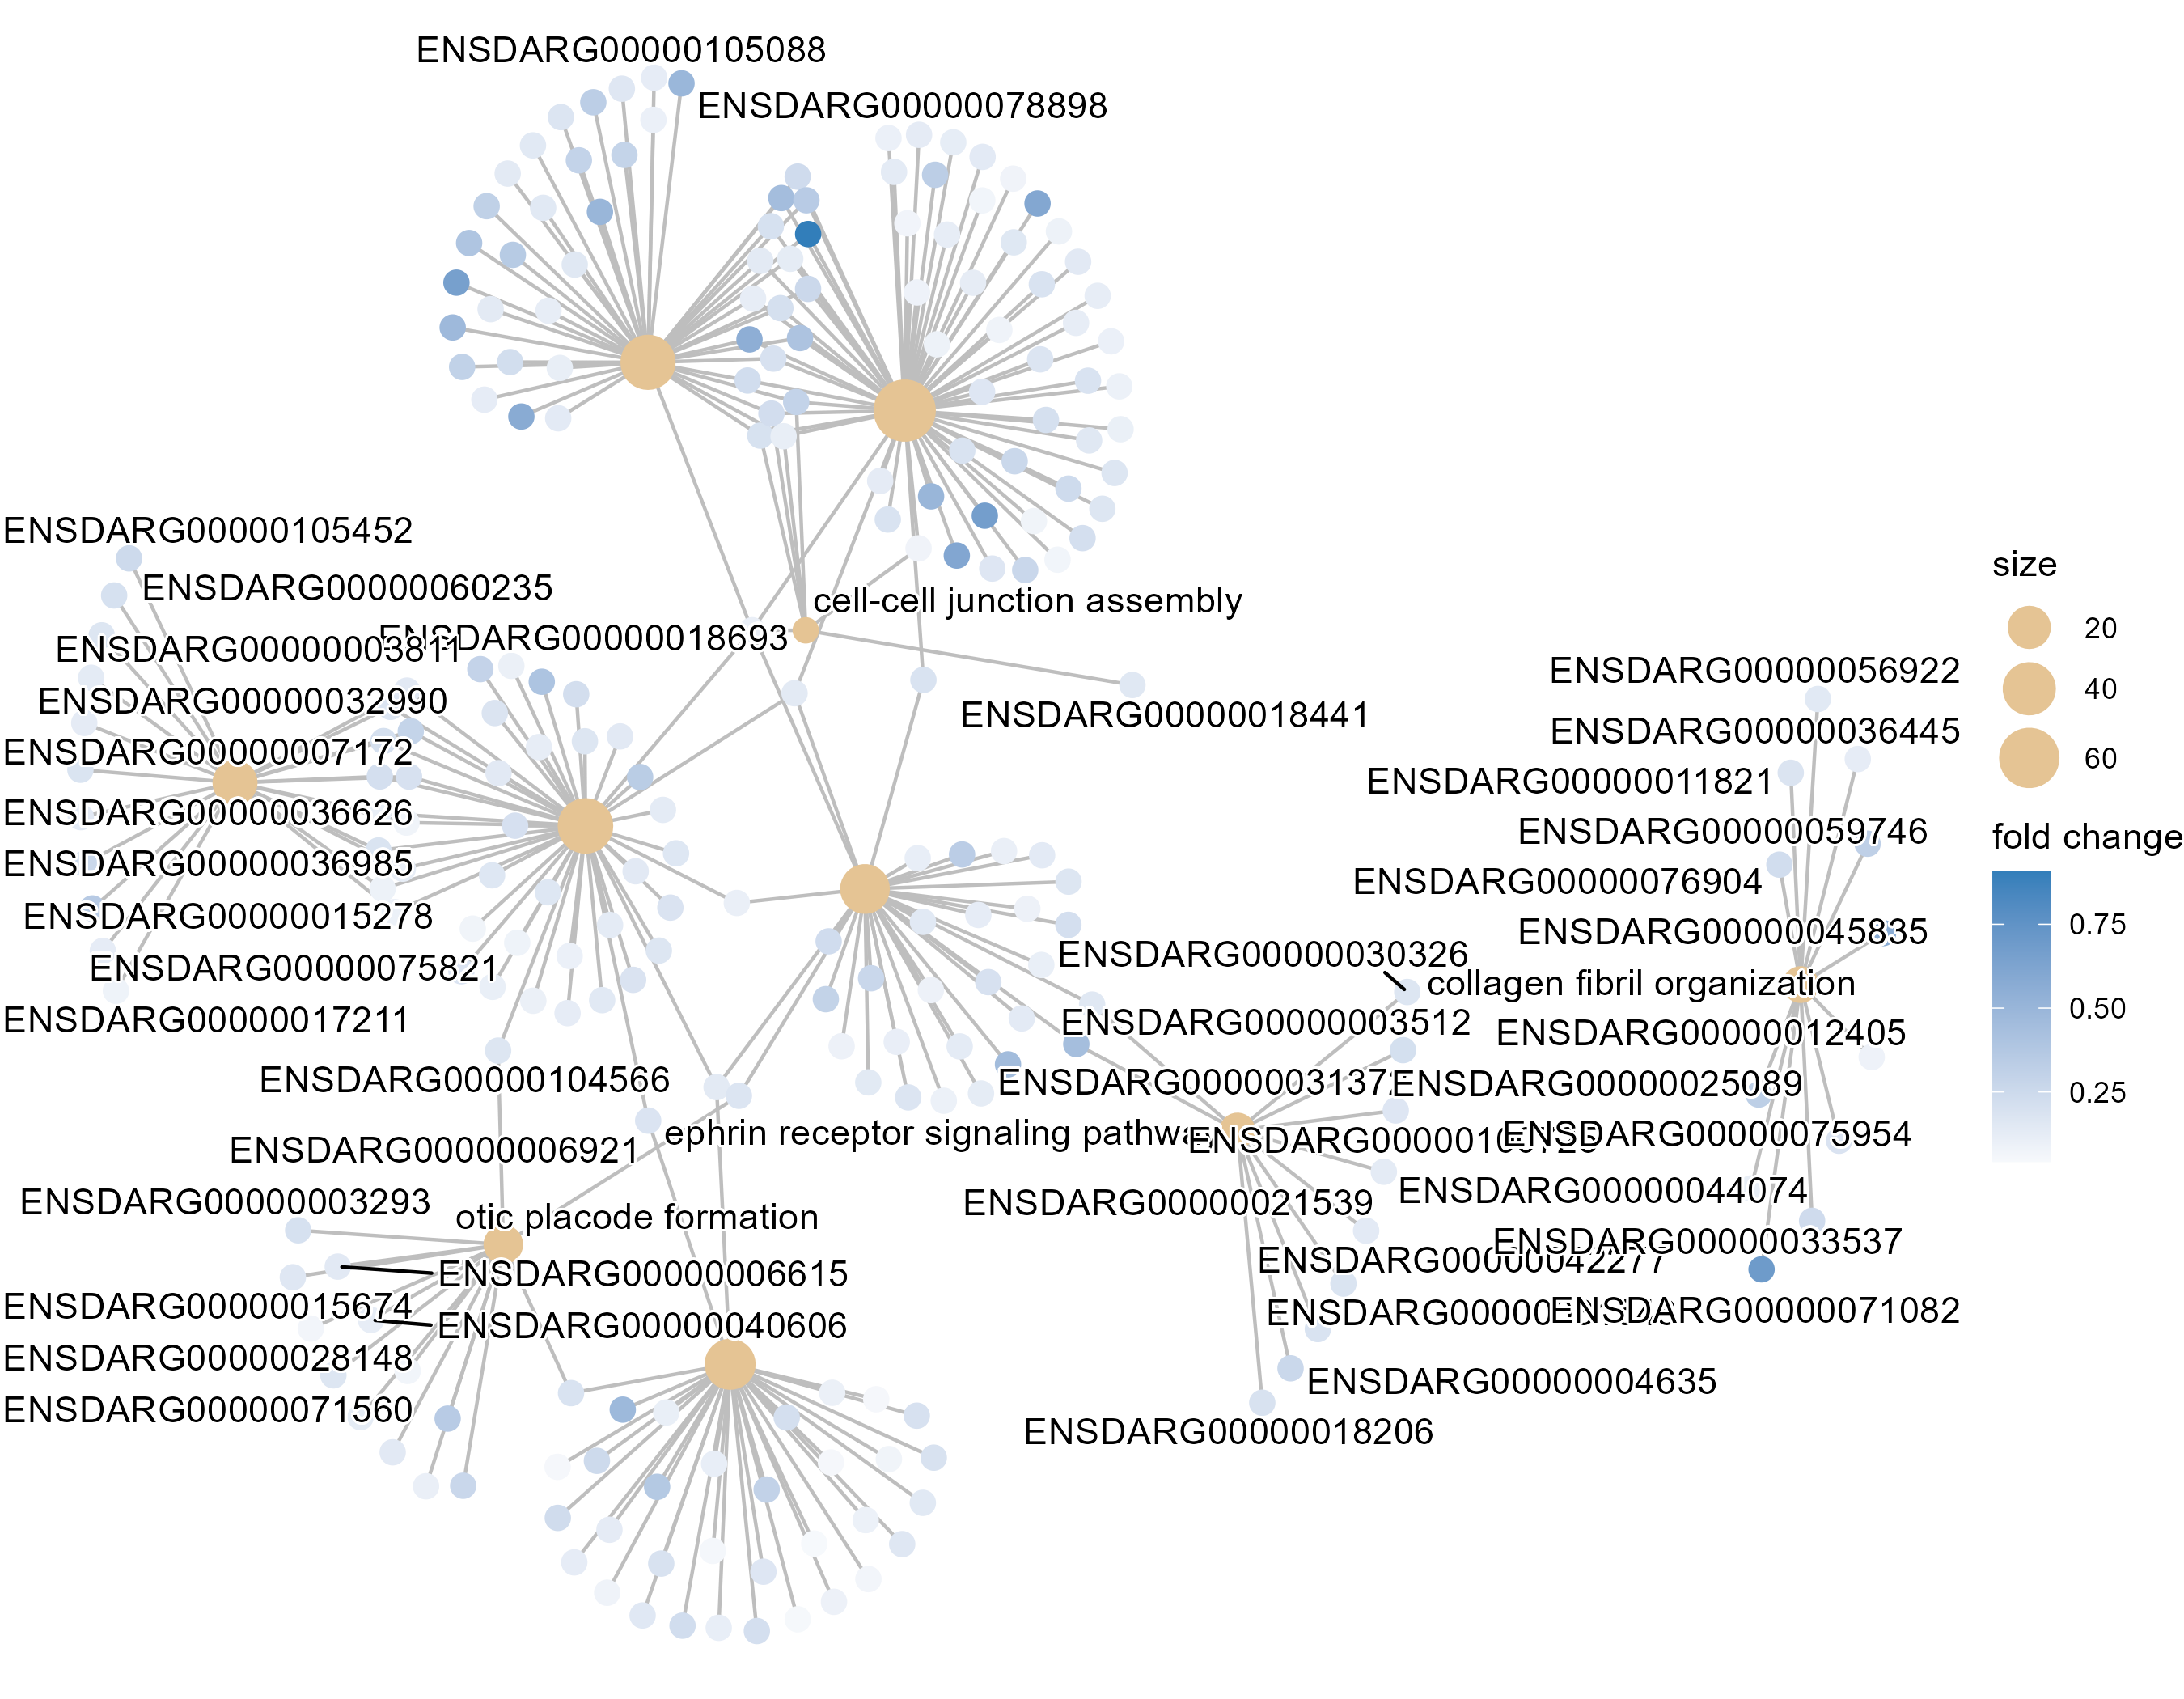 ENSDARG00000105088
ENSDARG00000078898
ENSDARG00000105452
ENSDARG00000060235
cell-cell junction assembly
ENSDARG00000018693
ENSDARG00000003811
ENSDARG00000032990
ENSDARG00000018441
ENSDARG00000007172
ENSDARG00000036626
ENSDARG00000036985
ENSDARG00000015278
ENSDARG00000075821
ENSDARG00000017211
ENSDARG00000104566
ENSDARG00000006921
ENSDARG00000003293
otic placode formation
ENSDARG00000006615
ENSDARG00000015674
ENSDARG00000040606
ENSDARG00000028148
ENSDARG00000071560
ENSDARG00000056922
ENSDARG00000036445
ENSDARG00000011821
ENSDARG00000059746
ENSDARG00000076904
ENSDARG00000045835
ENSDARG00000030326
collagen fibril organization
ENSDARG00000003512
ENSDARG00000012405
ENSDARG00000031372
ENSDARG00000025089
ephrin receptor signaling
ENSDARG00000075954
ENSDARG00000021539
ENSDARG00000044074
ENSDARG00000033537
ENSDARG00000042277
ENSDARG00000071082
ENSDARG00000004635
ENSDARG00000018206
size
20
40
60
fold change
0.75
0.50
0.25